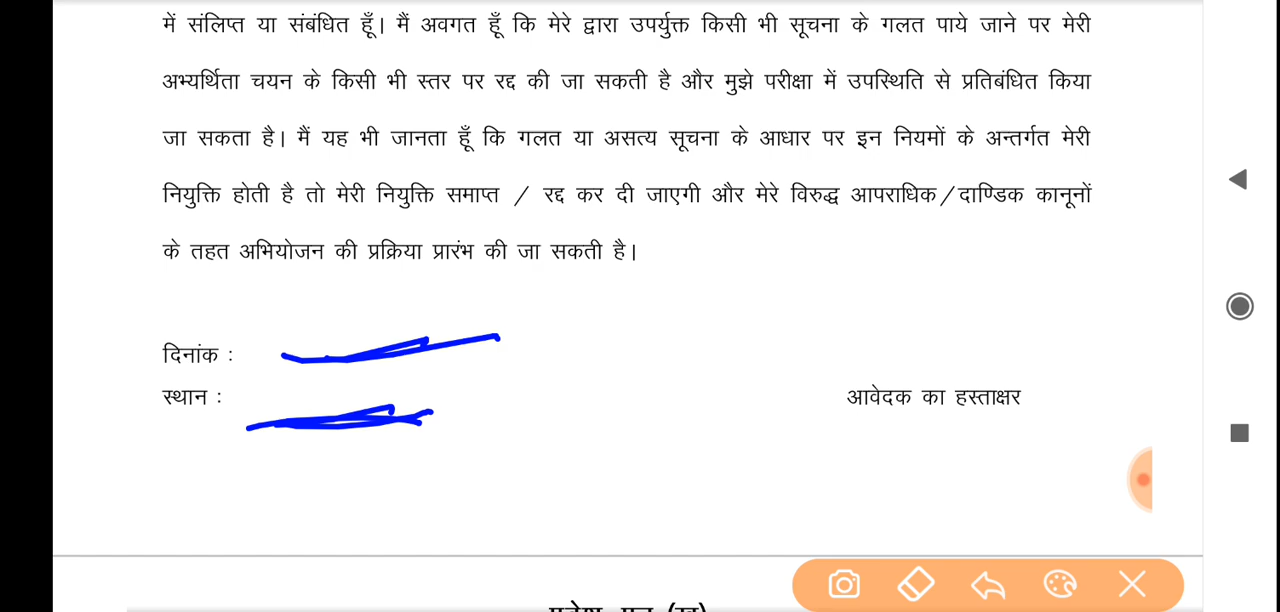 में संलिप्त या संबंधित हूँ। मैं अवगत हूँ कि मेरे द्वारा उपर्युक्त किसी भी सूचना के गलत पाये जाने पर मेरी
अभ्यर्थिता चयन के किसी भी स्तर पर रद्द की जा सकती है और मुझे परीक्षा में उपस्थिति से प्रतिबंधित किया
जा सकता है। मैं यह भी जानता हूँ कि गलत या असत्य सूचना के आधार पर इन नियमों के अन्तर्गत मेरी
नियुक्ति होती है तो मेरी नियुक्ति समाप्त / रद्द कर दी जाएगी और मेरे विरुद्ध आपराधिक/दाण्डिक कानूनों
के तहत अभियोजन की प्रक्रिया प्रारंभ की जा सकती है।
दिनांक :
स्थान :
आवेदक का हस्ताक्षर